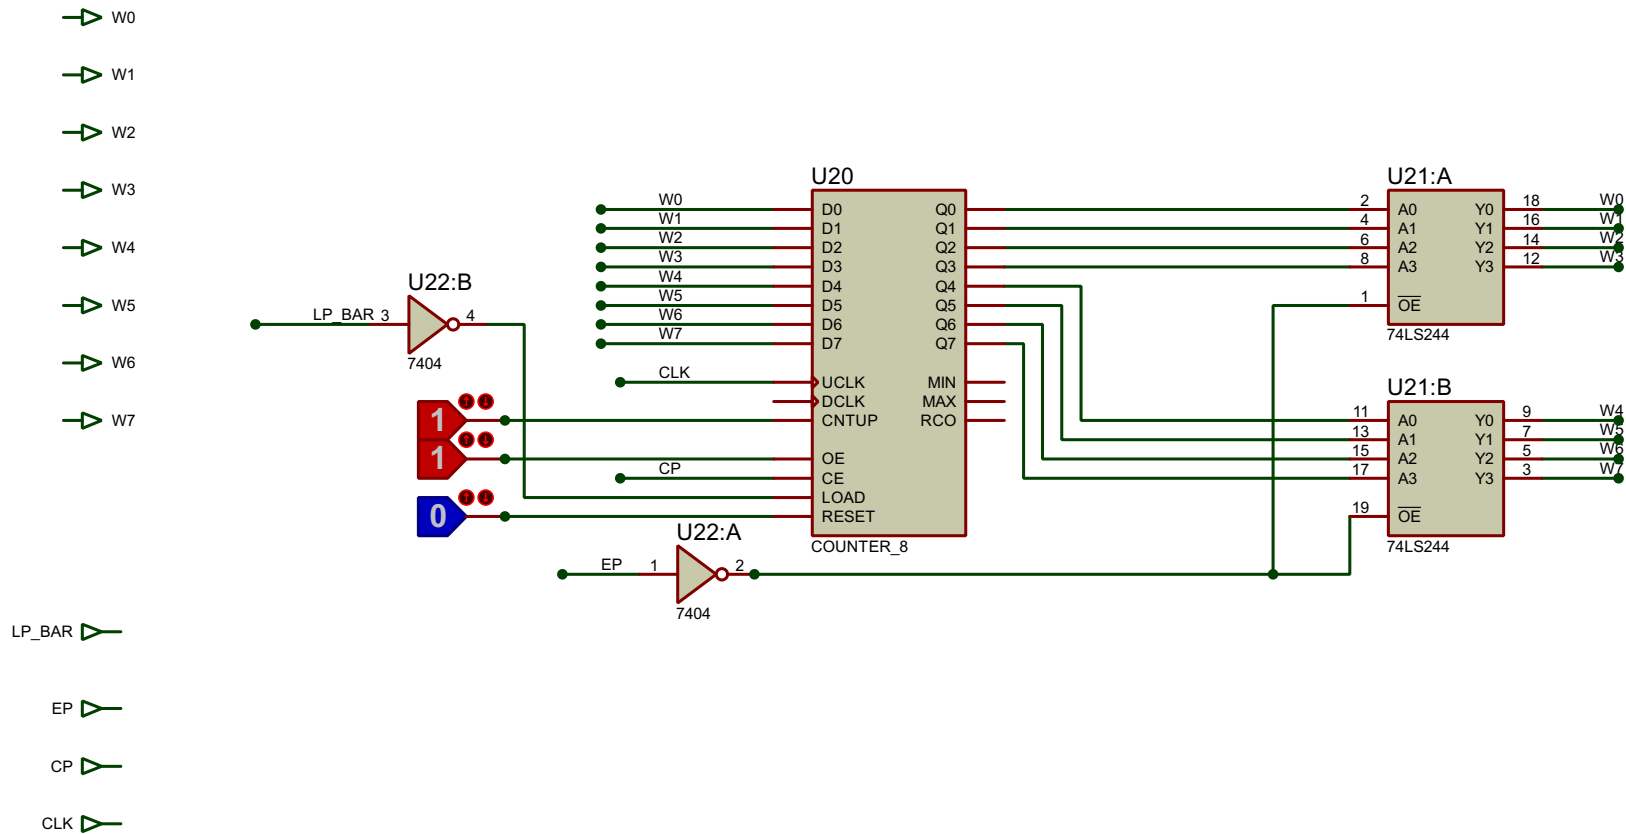 W0
W1
W2
W3
W4
W5
W6
W7
LP_BAR
EP
CP
CLK
U22:B
LP_BAR 3 4
7404
1
1
0
U22:A
EP 1 2
7404
U20
W0 D0 Q0
W1 D1 Q1
W2 D2 Q2
W3 D3 Q3
W4 D4 Q4
W5 D5 Q5
W6 D6 Q6
W7 D7 Q7
CLK UCLK MIN
DCLK MAX
CNTUP RCO
OE
CP CE
LOAD
RESET
COUNTER_8
U21:A
2 A0 Y0 18 W0
4 A1 Y1 16 W1
6 A2 Y2 14 W2
8 A3 Y3 12 W3
1 OE
74LS244
U21:B
11 A0 Y0 9 W4
13 A1 Y1 7 W5
15 A2 Y2 5 W6
17 A3 Y3 3 W7
19 OE
74LS244